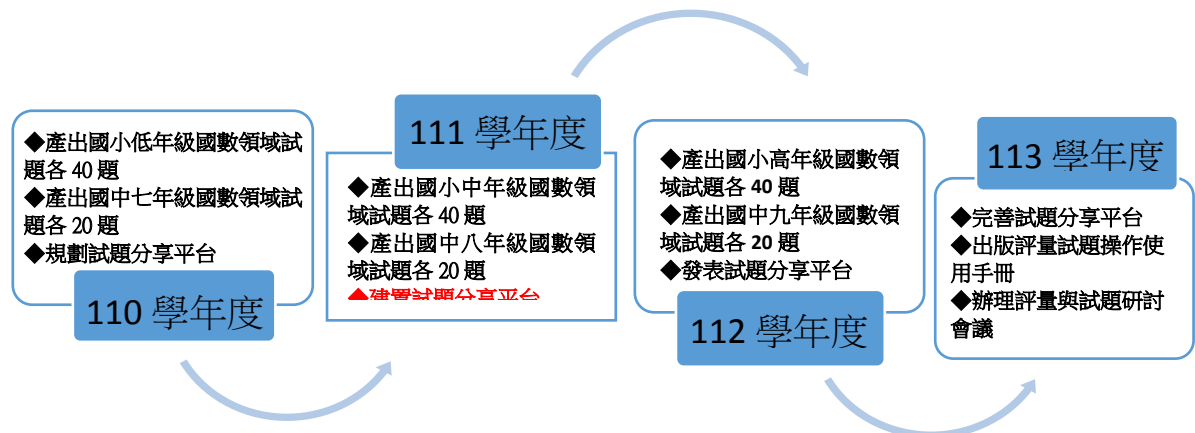 ◆產出國小低年級國數領域試
題各 40 題
◆產出國中七年級國數領域試
題各 20 題
◆規劃試題分享平台
110 學年度
111 學年度
◆產出國小中年級國數領
域試題各 40 題
◆產出國中八年級國數領
域試題各 20 題
◆建置試題分享平台
◆產出國小高年級國數領
域試題各 40 題
◆產出國中九年級國數領
域試題各 20 題
◆發表試題分享平台
112 學年度
113 學年度
◆完善試題分享平台
◆出版評量試題操作使
用手冊
◆辦理評量與試題研討
會議